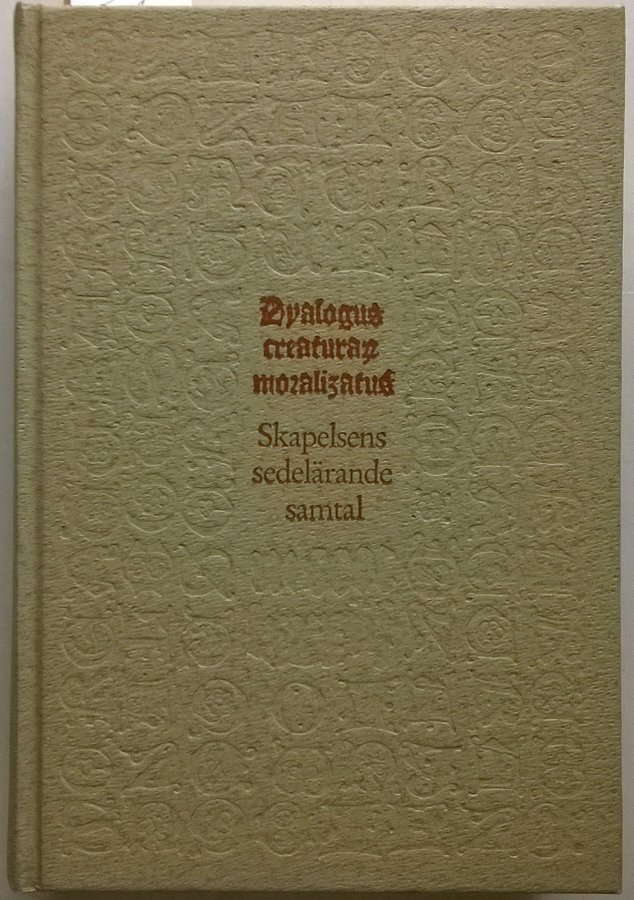 Dyalogus
creaturaꝝ
moralizatus
Skapelsens
sedelärande
samtal